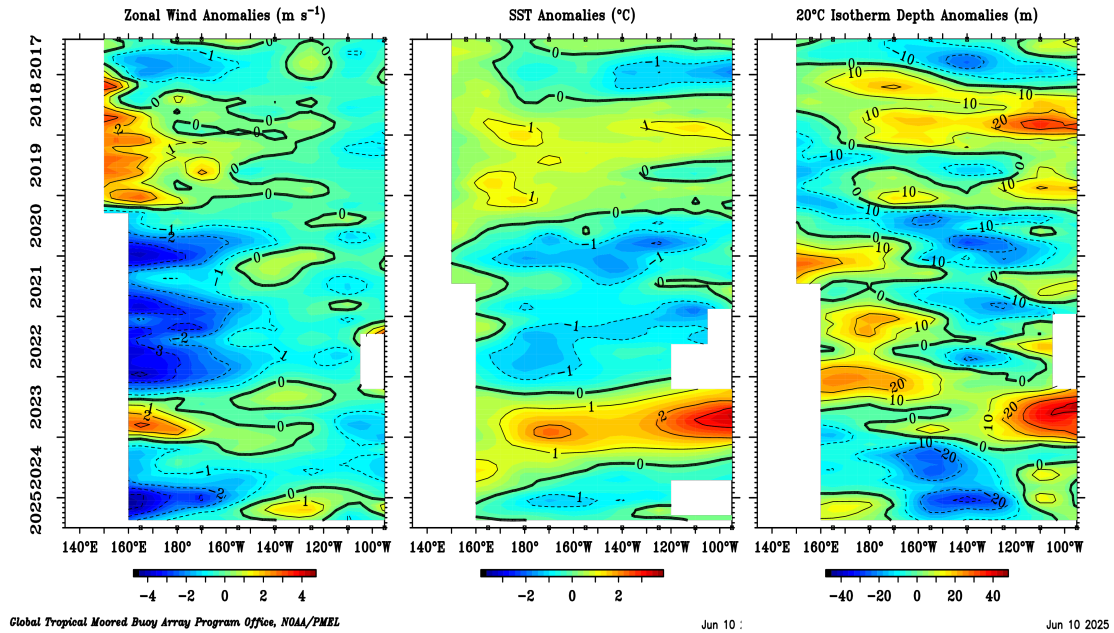 Zonal Wind Anomalies (m s⁻¹)
SST Anomalies (°C)
20°C Isotherm Depth Anomalies (m)
2017
2018
2019
2020
2021
2022
2023
2024
2025
140°E 160°E 180° 160°W 140°W 120°W 100°W
140°E 160°E 180° 160°W 140°W 120°W 100°W
140°E 160°E 180° 160°W 140°W 120°W 100°W
-4 -2 0 2 4
-2 0 2
-40 -20 0 20 40
Global Tropical Moored Buoy Array Program Office, NOAA/PMEL
Jun 10 :
Jun 10 2025